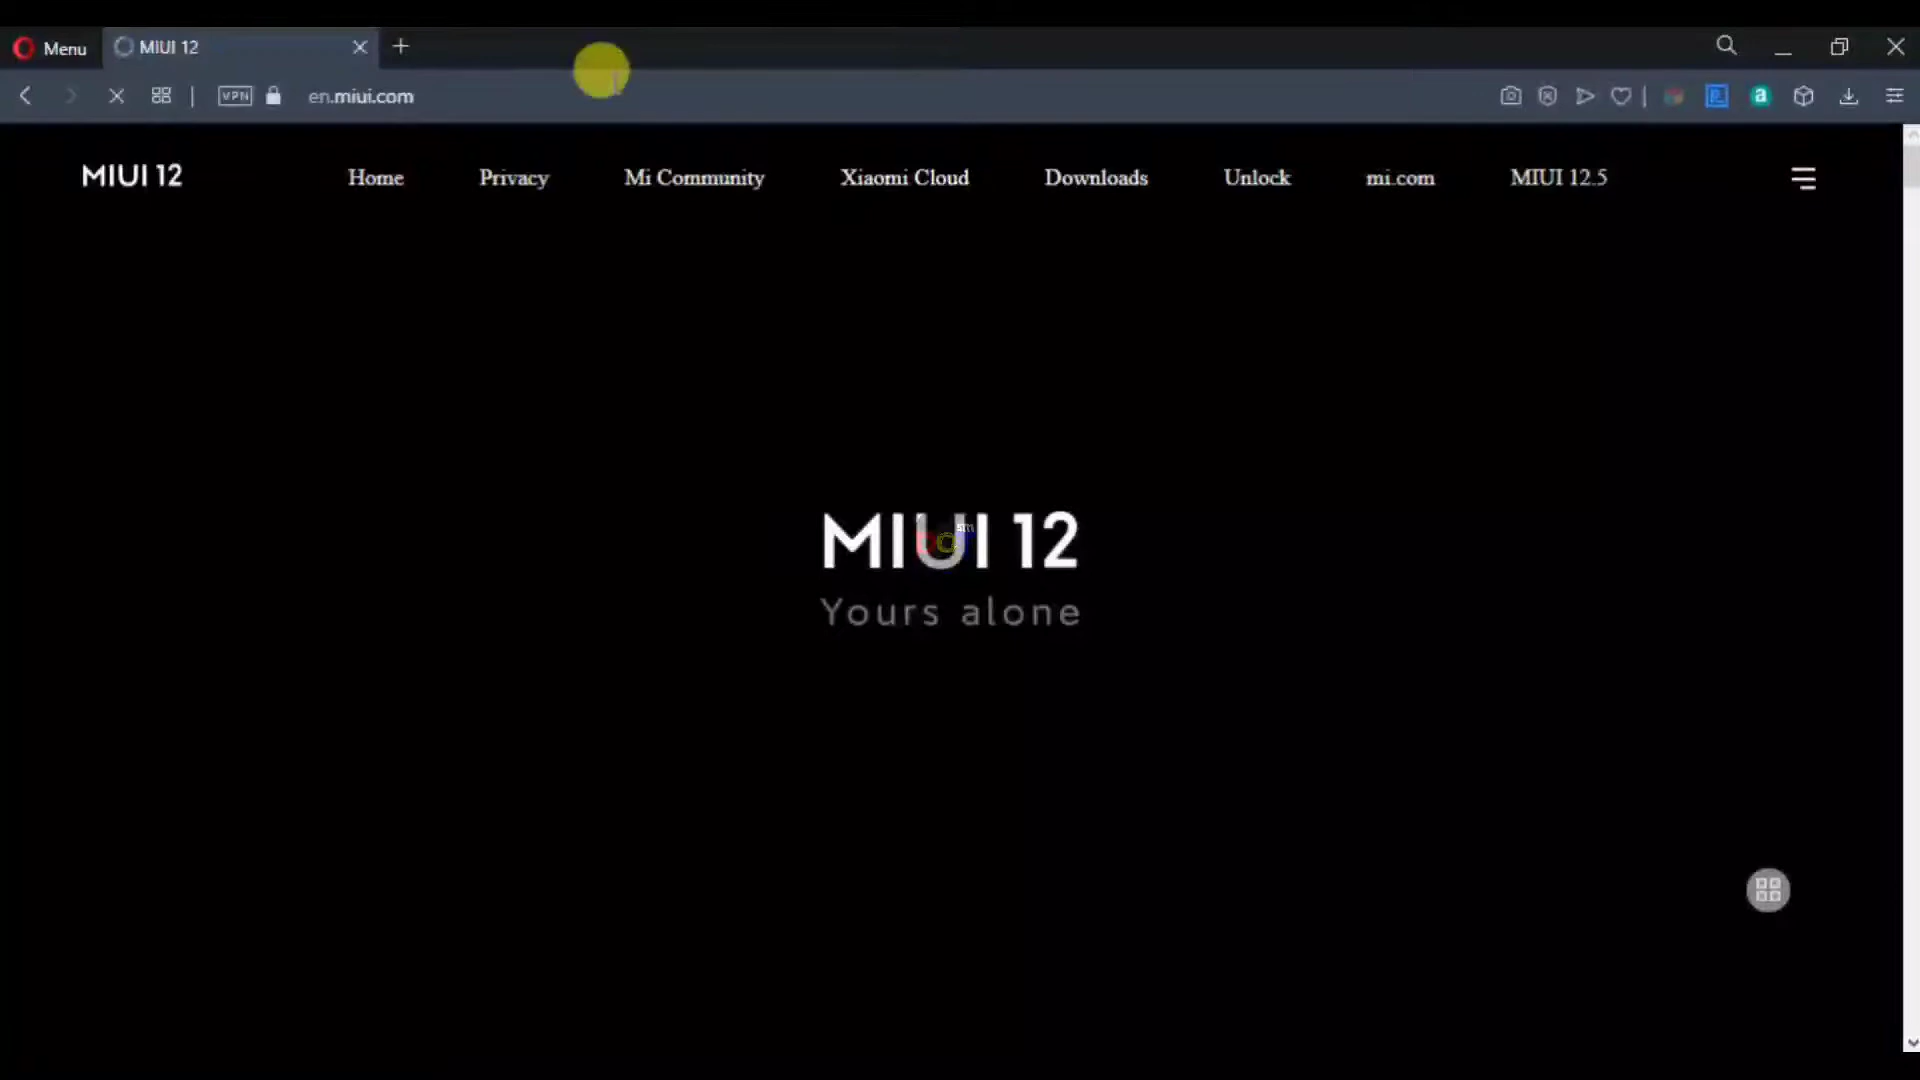 Menu
MIUI 12
VPN
en.miui.com
MIUI 12
Home
Privacy
Mi Community
Xiaomi Cloud
Downloads
Unlock
mi.com
MIUI 12.5
MIUI 12
Yours alone